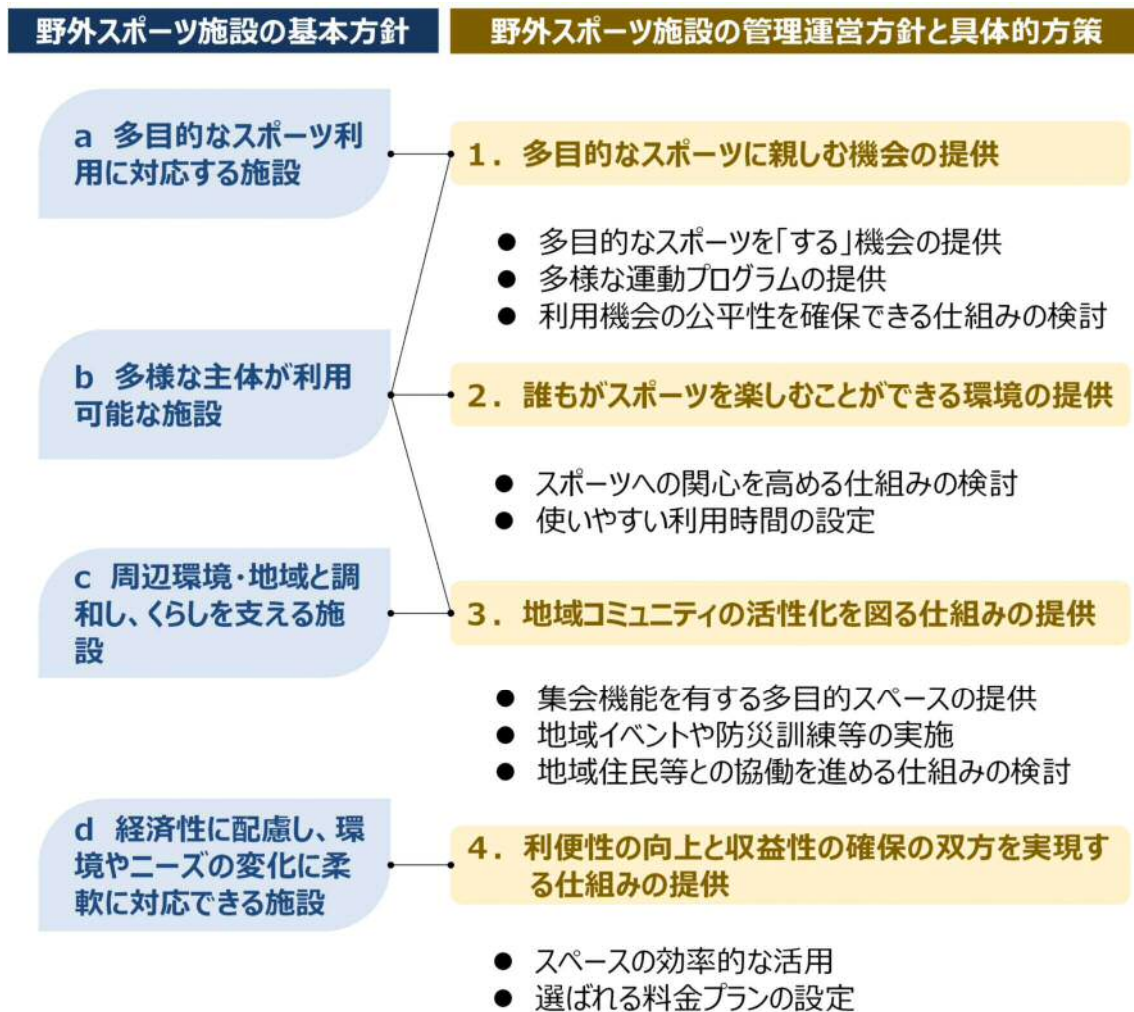 野外スポーツ施設の基本方針
野外スポーツ施設の管理運営方針と具体的方策
a 多目的なスポーツ利
用に対応する施設
1. 多目的なスポーツに親しむ機会の提供
● 多目的なスポーツを「する」機会の提供
● 多様な運動プログラムの提供
● 利用機会の公平性を確保できる仕組みの検討
b 多様な主体が利用
可能な施設
2. 誰もがスポーツを楽しむことができる環境の提供
● スポーツへの関心を高める仕組みの検討
● 使いやすい利用時間の設定
c 周辺環境・地域と調
和し、くらしを支える施
設
3. 地域コミュニティの活性化を図る仕組みの提供
● 集会機能を有する多目的スペースの提供
● 地域イベントや防災訓練等の実施
● 地域住民等との協働を進める仕組みの検討
d 経済性に配慮し、環
境やニーズの変化に柔
軟に対応できる施設
4. 利便性の向上と収益性の確保の双方を実現す
る仕組みの提供
● スペースの効率的な活用
● 選ばれる料金プランの設定